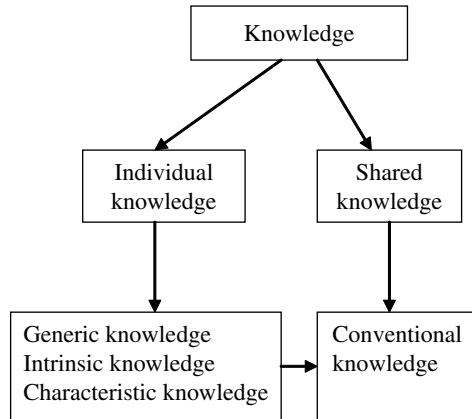 Knowledge
Individual
knowledge
Shared
knowledge
Generic knowledge
Intrinsic knowledge
Characteristic knowledge
Conventional
knowledge